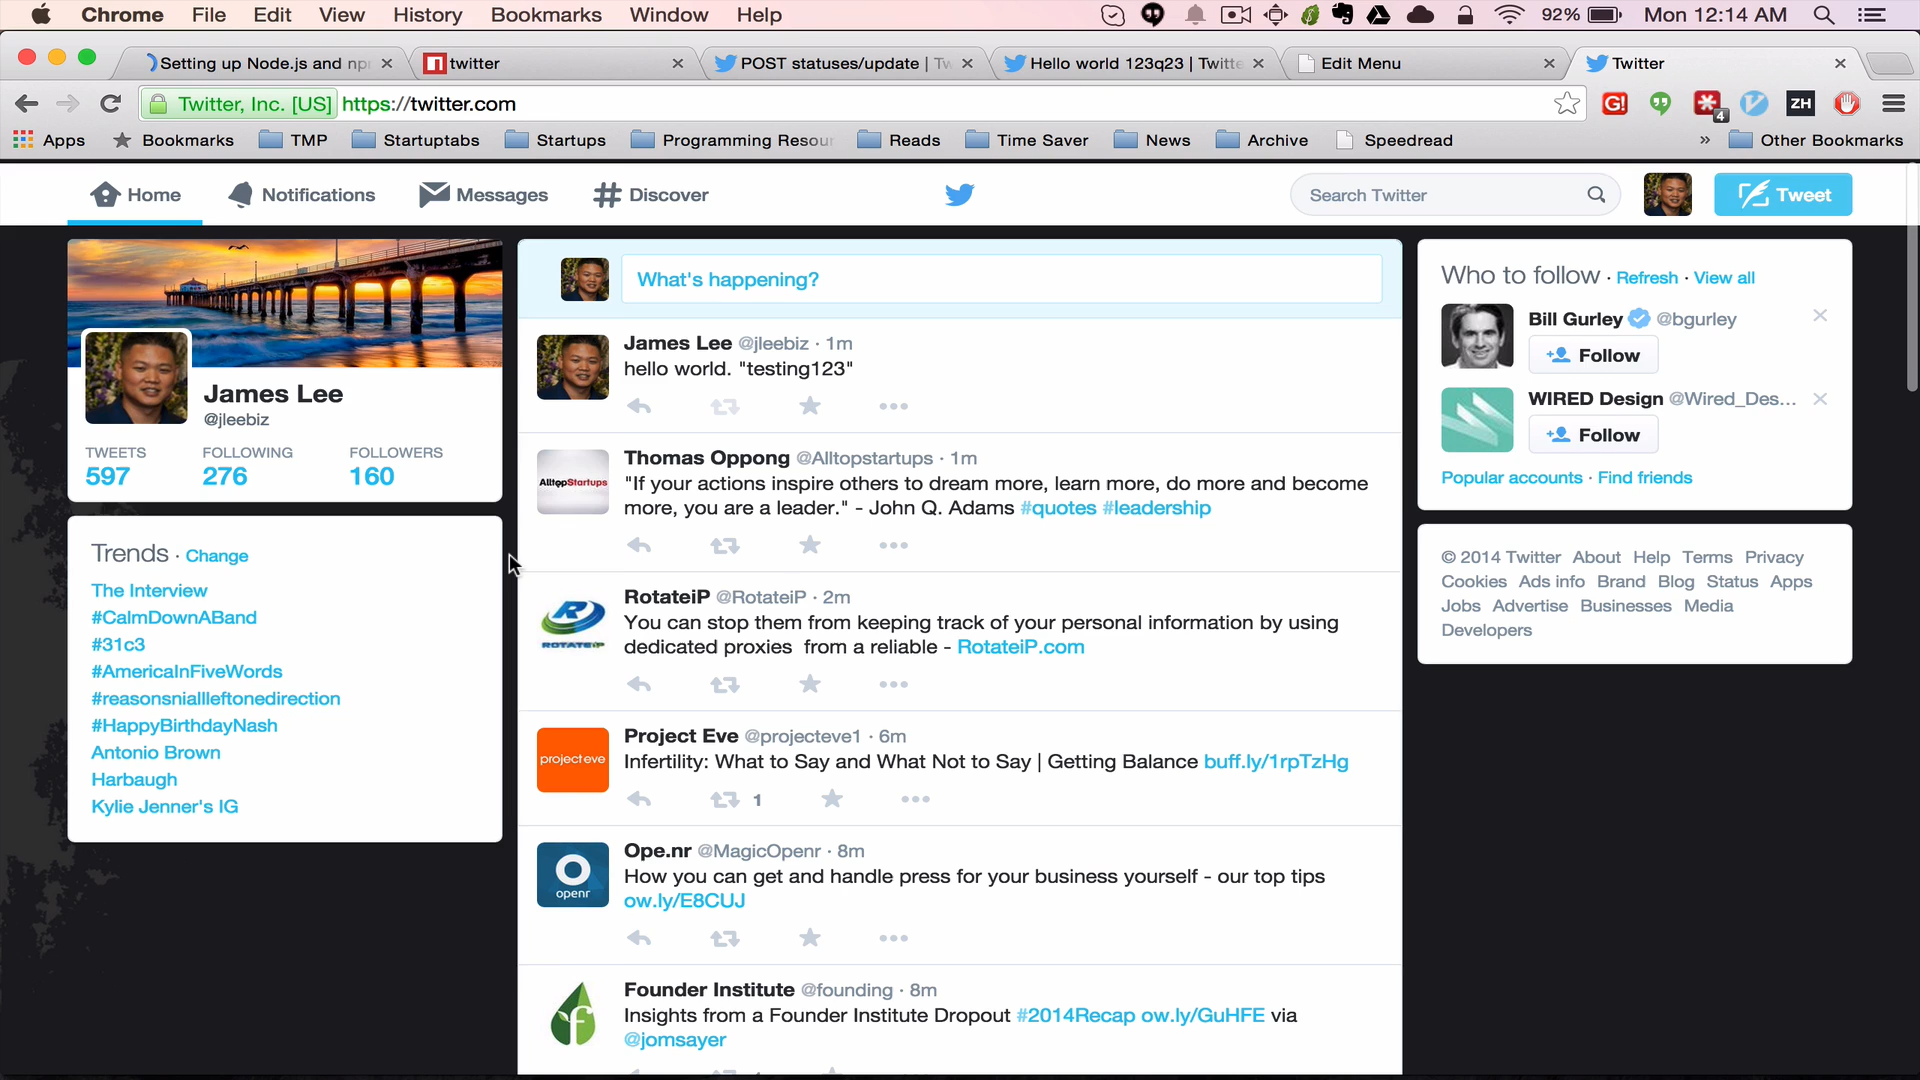 Chrome File Edit View History Bookmarks Window Help 92% Mon 12:14 AM
Setting up Node.js and np
twitter
POST statuses/update | Tw
Hello world 123q23 | Twitte
Edit Menu
Twitter
Twitter, Inc. [US] https://twitter.com
G! 4 ZH
Apps Bookmarks TMP Startuptabs Startups Programming Resour Reads Time Saver News Archive Speedread » Other Bookmarks
Home Notifications Messages Discover Search Twitter Tweet
James Lee
@jleebiz
TWEETS FOLLOWING FOLLOWERS
597 276 160
Trends · Change
The Interview
#CalmDownABand
#31c3
#AmericaInFiveWords
#reasonsniallleftonedirection
#HappyBirthdayNash
Antonio Brown
Harbaugh
Kylie Jenner's IG
What's happening?
James Lee @jleebiz · 1m
hello world. "testing123"
AlltopStartups
Thomas Oppong @Alltopstartups · 1m
"If your actions inspire others to dream more, learn more, do more and become
more, you are a leader." - John Q. Adams #quotes #leadership
R
ROTATEIP
RotateiP @RotateiP · 2m
You can stop them from keeping track of your personal information by using
dedicated proxies from a reliable - RotateiP.com
project eve
Project Eve @projecteve1 · 6m
Infertility: What to Say and What Not to Say | Getting Balance buff.ly/1rpTzHg
1
openr
Ope.nr @MagicOpenr · 8m
How you can get and handle press for your business yourself - our top tips
ow.ly/E8CUJ
f
Founder Institute @founding · 8m
Insights from a Founder Institute Dropout #2014Recap ow.ly/GuHFE via
@jomsayer
Who to follow · Refresh · View all
Bill Gurley @bgurley
Follow
WIRED Design @Wired_Des...
Follow
Popular accounts · Find friends
© 2014 Twitter About Help Terms Privacy
Cookies Ads info Brand Blog Status Apps
Jobs Advertise Businesses Media
Developers